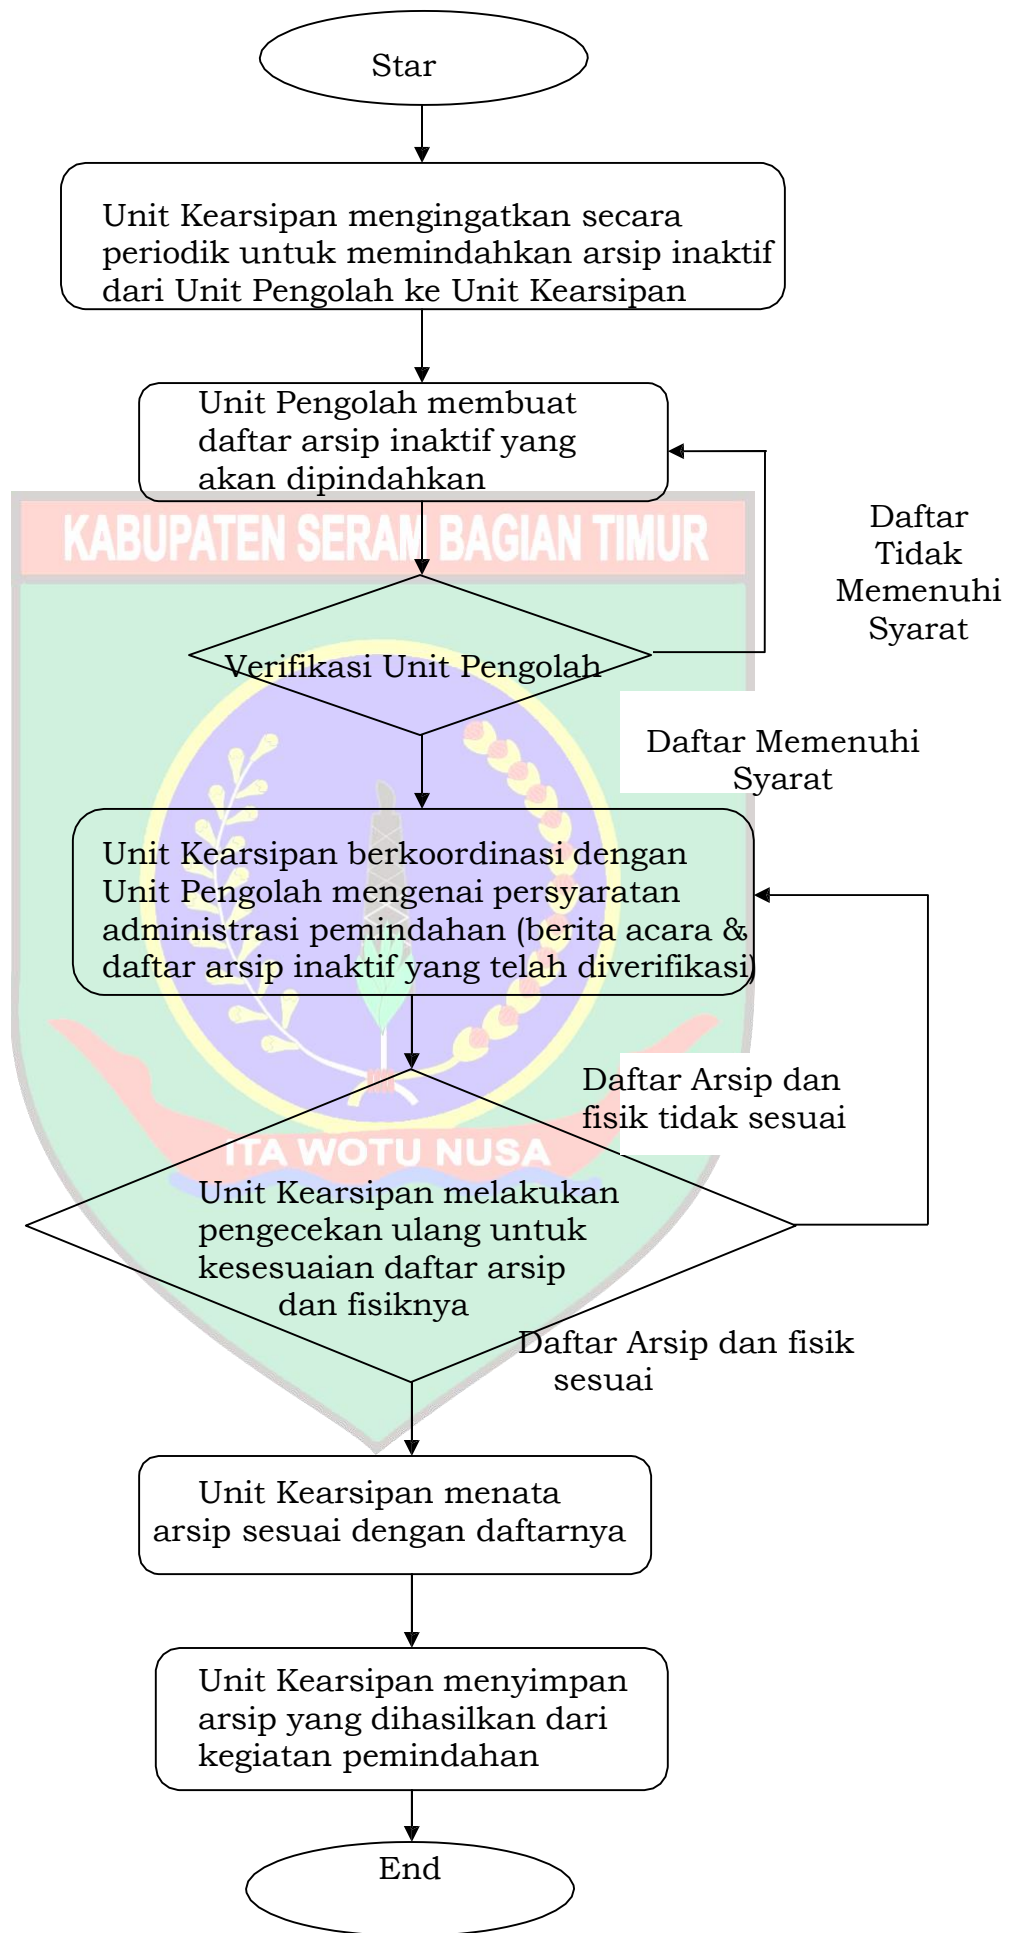 Star
Unit Kearsipan mengingatkan secara
periodik untuk memindahkan arsip inaktif
dari Unit Pengolah ke Unit Kearsipan
Unit Pengolah membuat
daftar arsip inaktif yang
akan dipindahkan
KABUPATEN SERAM BAGIAN TIMUR
Daftar
Tidak
Memenuhi
Syarat
Verifikasi Unit Pengolah
Daftar Memenuhi
Syarat
Unit Kearsipan berkoordinasi dengan
Unit Pengolah mengenai persyaratan
administrasi pemindahan (berita acara &
daftar arsip inaktif yang telah diverifikasi)
Daftar Arsip dan
fisik tidak sesuai
ITA WOTU NUSA
Unit Kearsipan melakukan
pengecekan ulang untuk
kesesuaian daftar arsip
dan fisiknya
Daftar Arsip dan fisik
sesuai
Unit Kearsipan menata
arsip sesuai dengan daftarnya
Unit Kearsipan menyimpan
arsip yang dihasilkan dari
kegiatan pemindahan
End